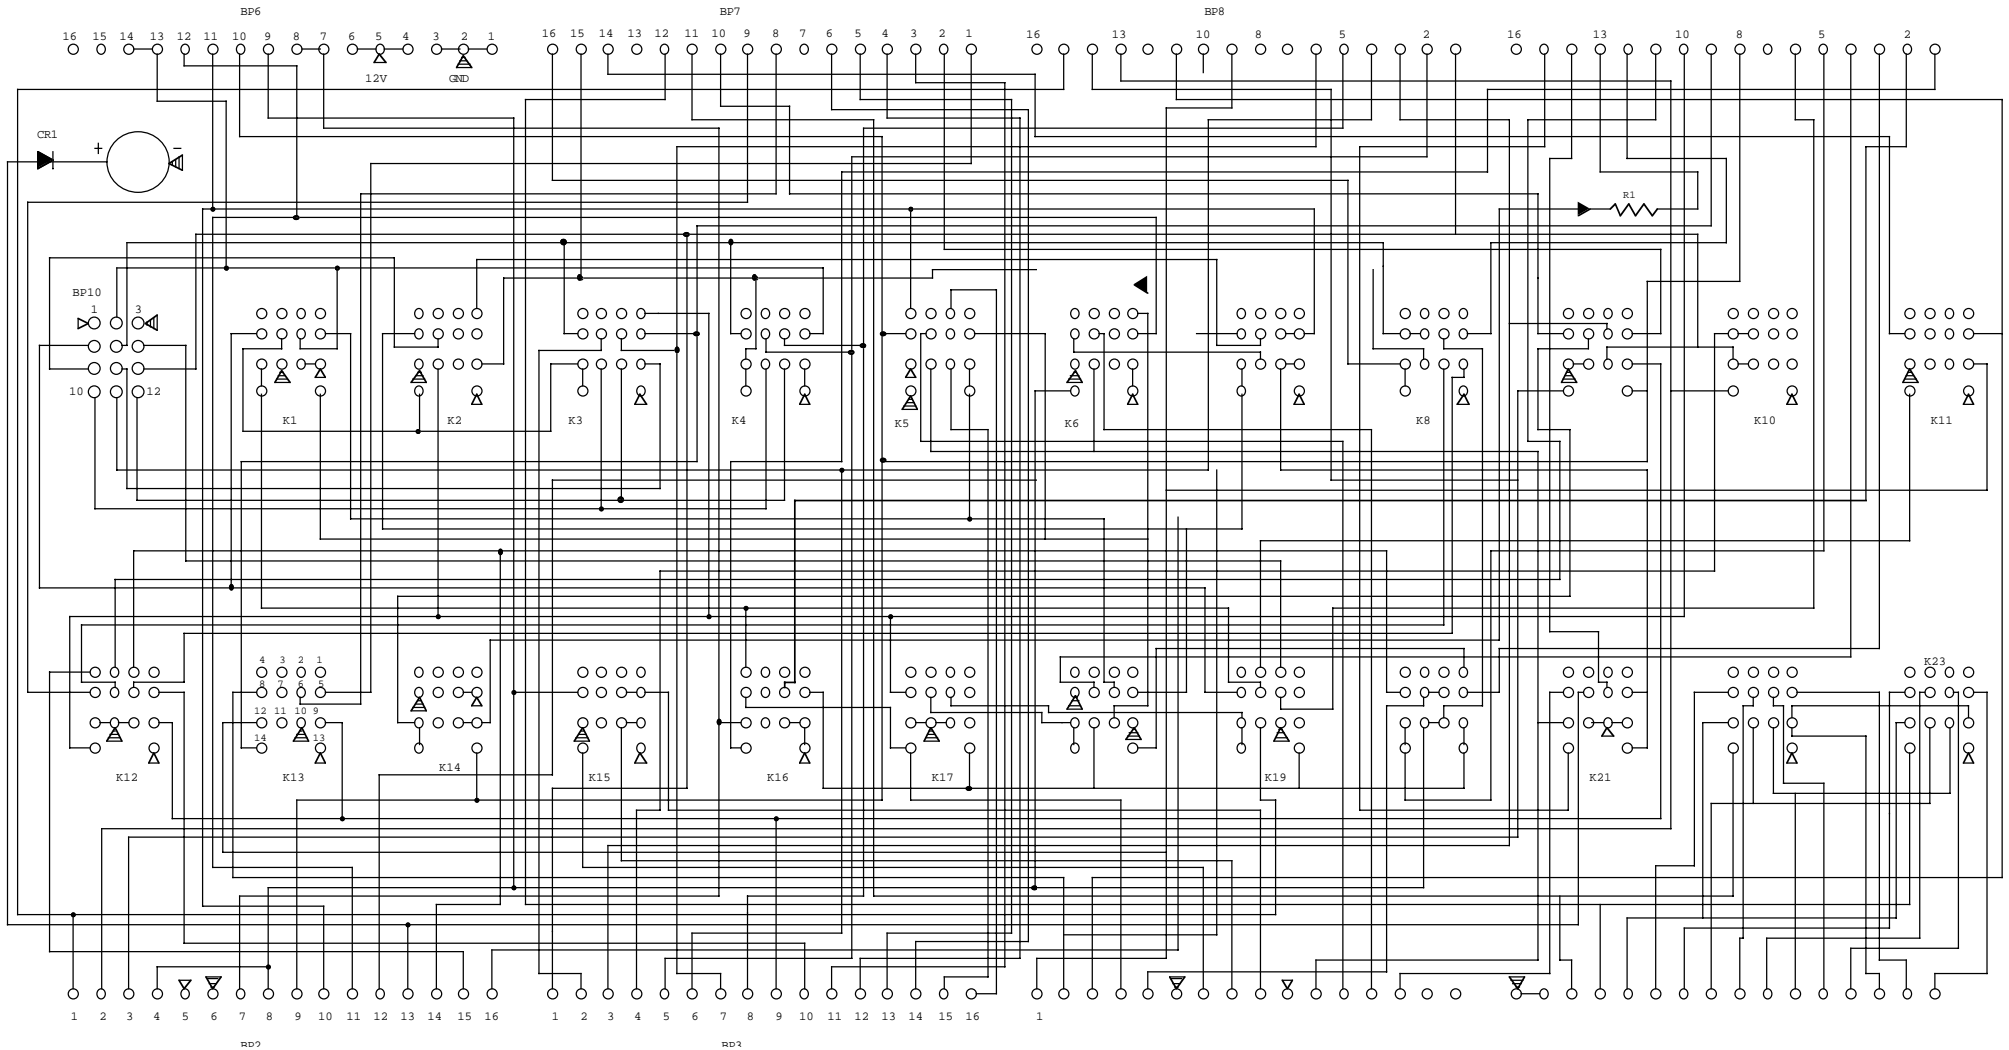 BP6 BP7 BP8
16 15 14 13 12 11 10 9 8 7 6 5 4 3 2 1 16 15 14 13 12 11 10 9 8 7 6 5 4 3 2 1 16 13 10 8 5 2 16 13 10 8 5 2
12V GND
CR1
+ −
R1
BP10
1 3
10 12
K1 K2 K3 K4 K5 K6 K8 K10 K11
4 3 2 1
8 7 6 5
12 11 10 9
14 13
K23
K12 K13 K14 K15 K16 K17 K19 K21
1 2 3 4 5 6 7 8 9 10 11 12 13 14 15 16 1 2 3 4 5 6 7 8 9 10 11 12 13 14 15 16 1
BP2 BP3